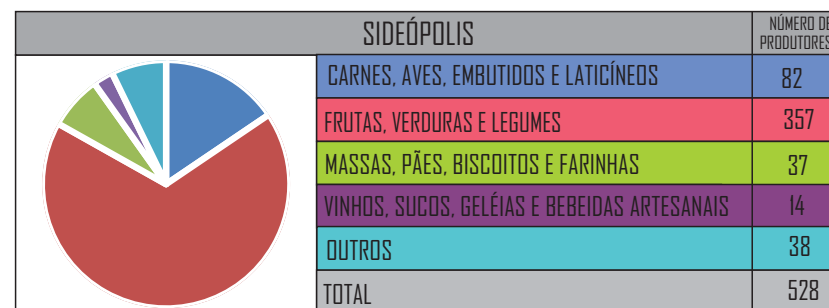 SIDEÓPOLIS
NÚMERO DE
PRODUTORES
CARNES, AVES, EMBUTIDOS E LATICÍNEOS 82
FRUTAS, VERDURAS E LEGUMES 357
MASSAS, PÃES, BISCOITOS E FARINHAS 37
VINHOS, SUCOS, GELÉIAS E BEBEIDAS ARTESANAIS 14
OUTROS 38
TOTAL 528